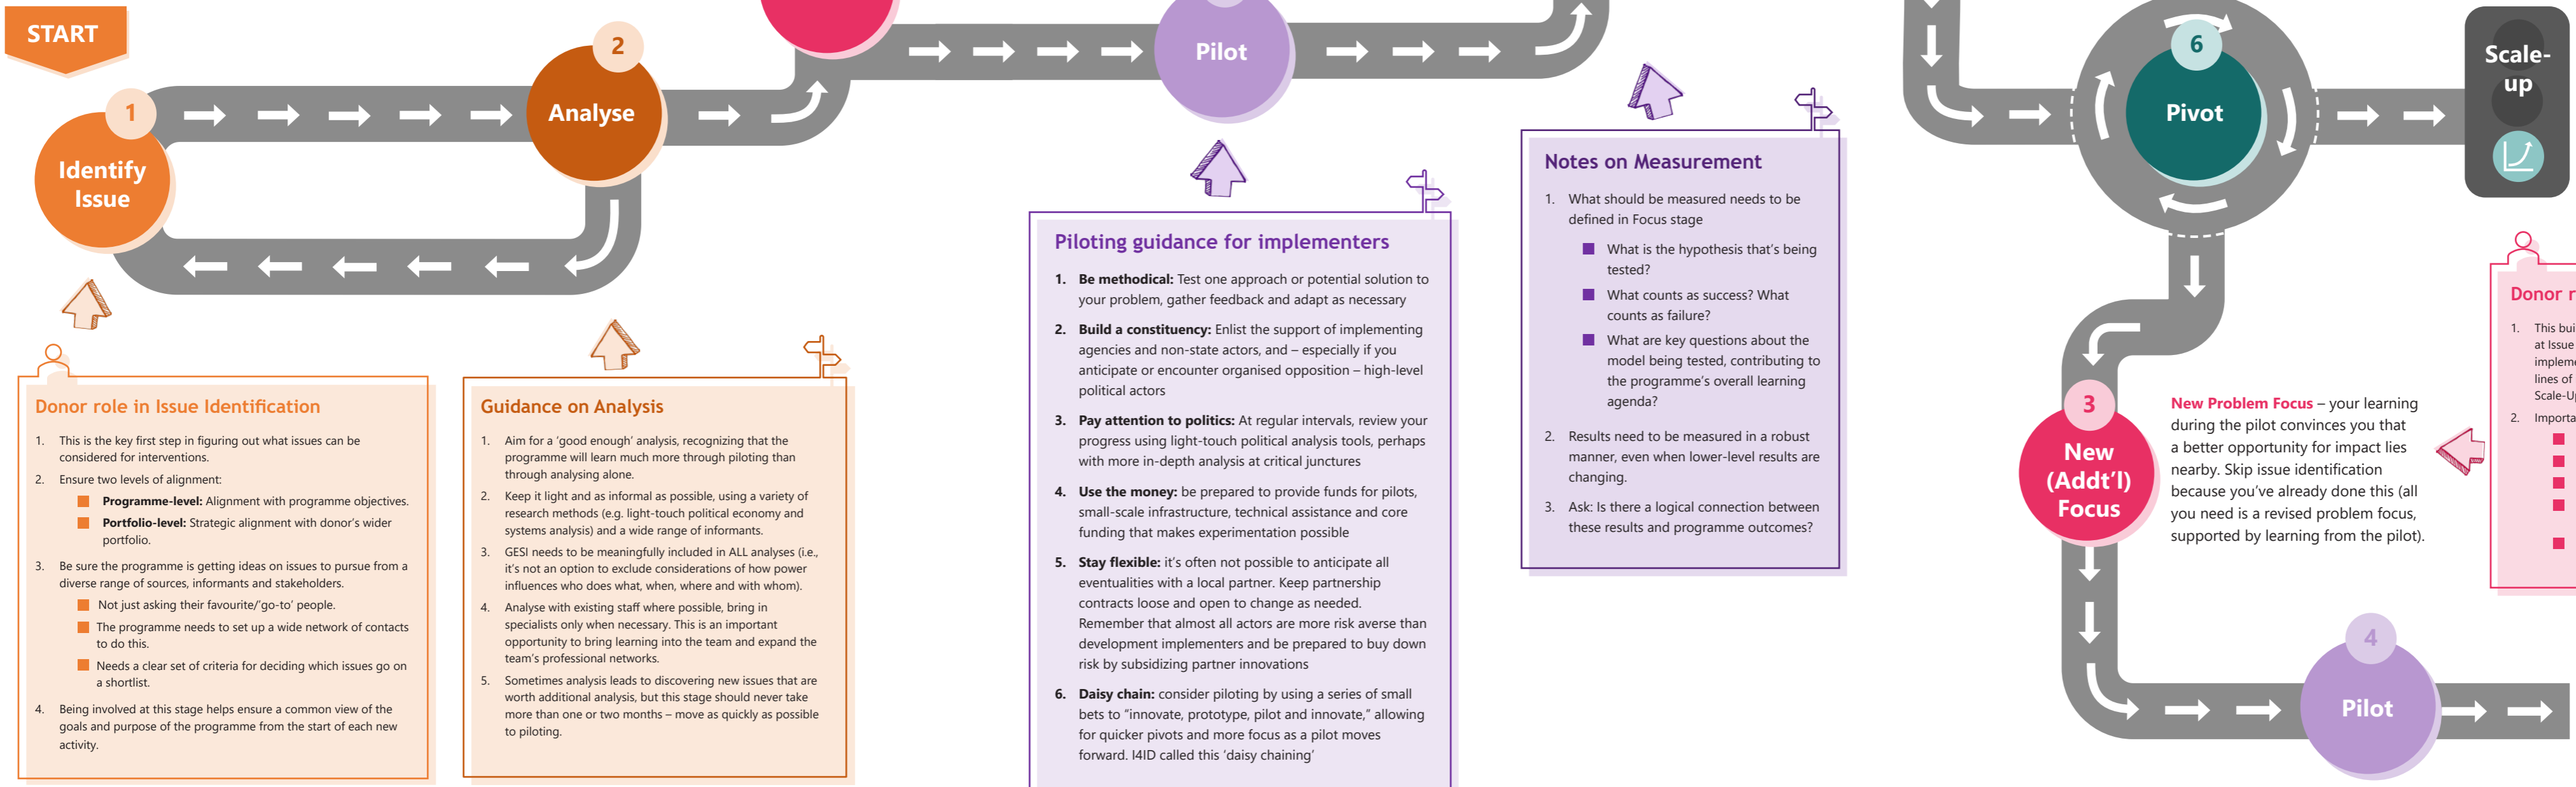 START
1
Identify
Issue
2
Analyse
Pilot
6
Pivot
Scale-
up
Donor role in Issue Identification
1. This is the key first step in figuring out what issues can be
considered for interventions.
2. Ensure two levels of alignment:
Programme-level: Alignment with programme objectives.
Portfolio-level: Strategic alignment with donor's wider
portfolio.
3. Be sure the programme is getting ideas on issues to pursue from a
diverse range of sources, informants and stakeholders.
Not just asking their favourite/'go-to' people.
The programme needs to set up a wide network of contacts
to do this.
Needs a clear set of criteria for deciding which issues go on
a shortlist.
4. Being involved at this stage helps ensure a common view of the
goals and purpose of the programme from the start of each new
activity.
Guidance on Analysis
1. Aim for a 'good enough' analysis, recognizing that the
programme will learn much more through piloting than
through analysing alone.
2. Keep it light and as informal as possible, using a variety of
research methods (e.g. light-touch political economy and
systems analysis) and a wide range of informants.
3. GESI needs to be meaningfully included in ALL analyses (i.e.,
it's not an option to exclude considerations of how power
influences who does what, when, where and with whom).
4. Analyse with existing staff where possible, bring in
specialists only when necessary. This is an important
opportunity to bring learning into the team and expand the
team's professional networks.
5. Sometimes analysis leads to discovering new issues that are
worth additional analysis, but this stage should never take
more than one or two months – move as quickly as possible
to piloting.
Piloting guidance for implementers
1. Be methodical: Test one approach or potential solution to
your problem, gather feedback and adapt as necessary
2. Build a constituency: Enlist the support of implementing
agencies and non-state actors, and – especially if you
anticipate or encounter organised opposition – high-level
political actors
3. Pay attention to politics: At regular intervals, review your
progress using light-touch political analysis tools, perhaps
with more in-depth analysis at critical junctures
4. Use the money: be prepared to provide funds for pilots,
small-scale infrastructure, technical assistance and core
funding that makes experimentation possible
5. Stay flexible: it's often not possible to anticipate all
eventualities with a local partner. Keep partnership
contracts loose and open to change as needed.
Remember that almost all actors are more risk averse than
development implementers and be prepared to buy down
risk by subsidizing partner innovations
6. Daisy chain: consider piloting by using a series of small
bets to "innovate, prototype, pilot and innovate," allowing
for quicker pivots and more focus as a pilot moves
forward. I4ID called this 'daisy chaining'
Notes on Measurement
1. What should be measured needs to be
defined in Focus stage
What is the hypothesis that's being
tested?
What counts as success? What
counts as failure?
What are key questions about the
model being tested, contributing to
the programme's overall learning
agenda?
2. Results need to be measured in a robust
manner, even when lower-level results are
changing.
3. Ask: Is there a logical connection between
these results and programme outcomes?
3
New
(Addt'l)
Focus
New Problem Focus – your learning
during the pilot convinces you that
a better opportunity for impact lies
nearby. Skip issue identification
because you've already done this (all
you need is a revised problem focus,
supported by learning from the pilot).
4
Pilot
Donor r
1. This bui
at Issue
impleme
lines of
Scale-Up
2. Importa